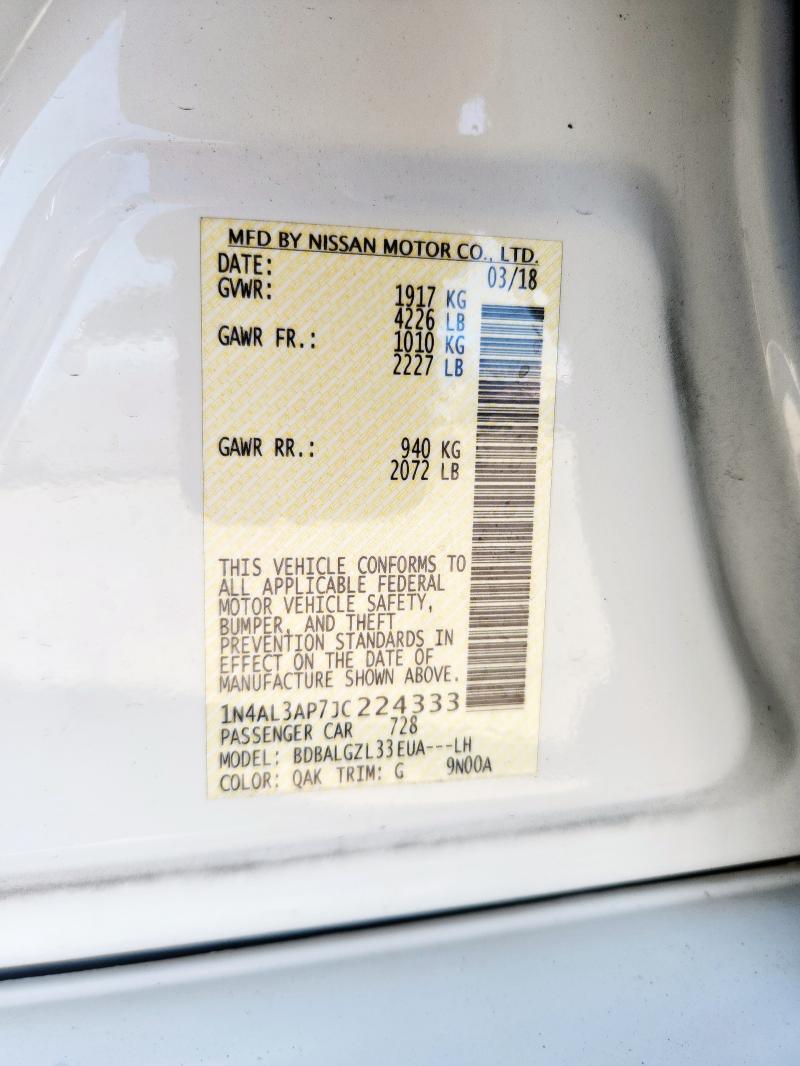 MFD BY NISSAN MOTOR CO., LTD.
DATE: 03/18
GVWR: 1917 KG
4226 LB
GAWR FR.: 1010 KG
2227 LB
GAWR RR.: 940 KG
2072 LB
THIS VEHICLE CONFORMS TO
ALL APPLICABLE FEDERAL
MOTOR VEHICLE SAFETY,
BUMPER, AND THEFT
PREVENTION STANDARDS IN
EFFECT ON THE DATE OF
MANUFACTURE SHOWN ABOVE.
1N4AL3AP7JC224333
PASSENGER CAR 728
MODEL: BDBALGZL33EUA---LH
COLOR: QAK TRIM: G 9N00A